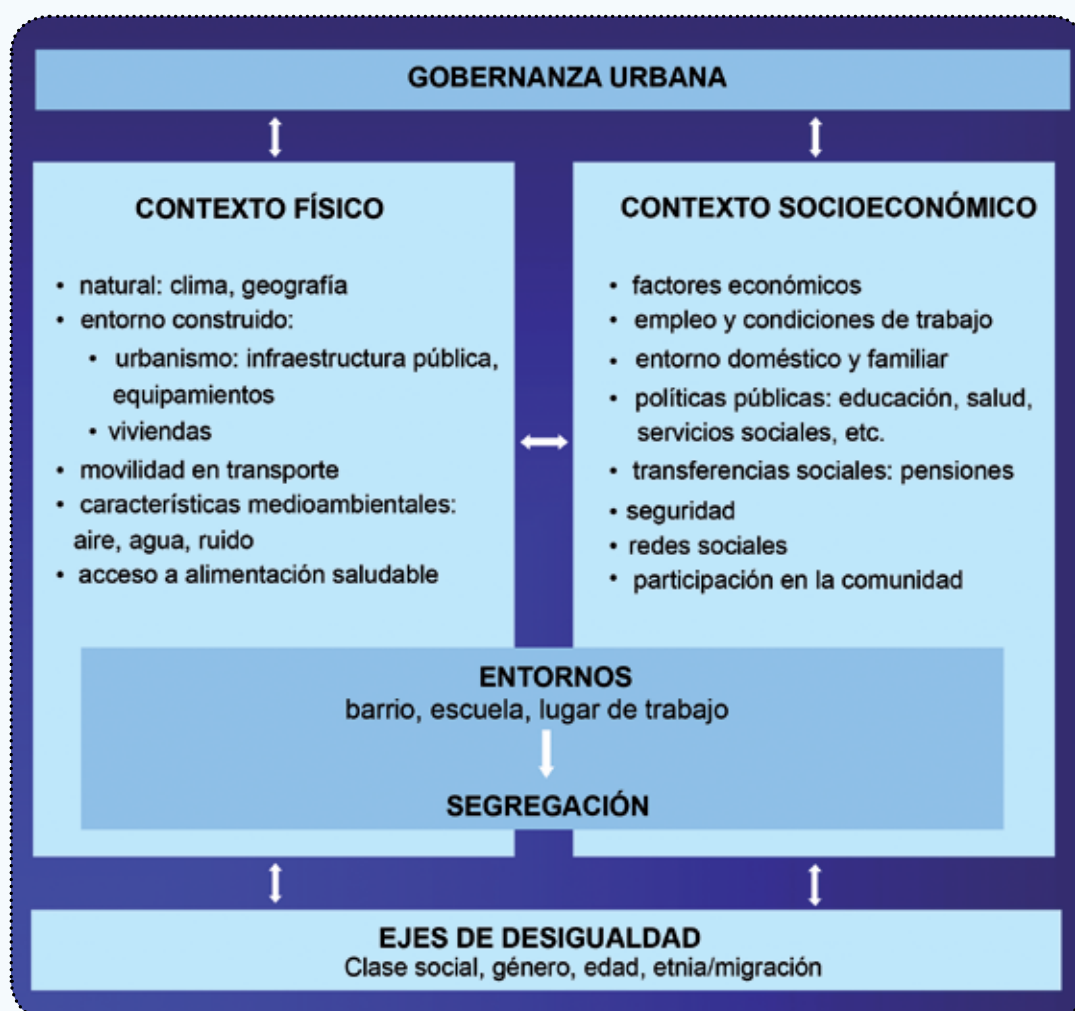 GOBERNANZA URBANA
CONTEXTO FÍSICO
• natural: clima, geografía
• entorno construido:
• urbanismo: infraestructura pública,
equipamientos
• viviendas
• movilidad en transporte
• características medioambientales:
aire, agua, ruido
• acceso a alimentación saludable
CONTEXTO SOCIOECONÓMICO
• factores económicos
• empleo y condiciones de trabajo
• entorno doméstico y familiar
• políticas públicas: educación, salud,
servicios sociales, etc.
• transferencias sociales: pensiones
• seguridad
• redes sociales
• participación en la comunidad
ENTORNOS
barrio, escuela, lugar de trabajo
SEGREGACIÓN
EJES DE DESIGUALDAD
Clase social, género, edad, etnia/migración